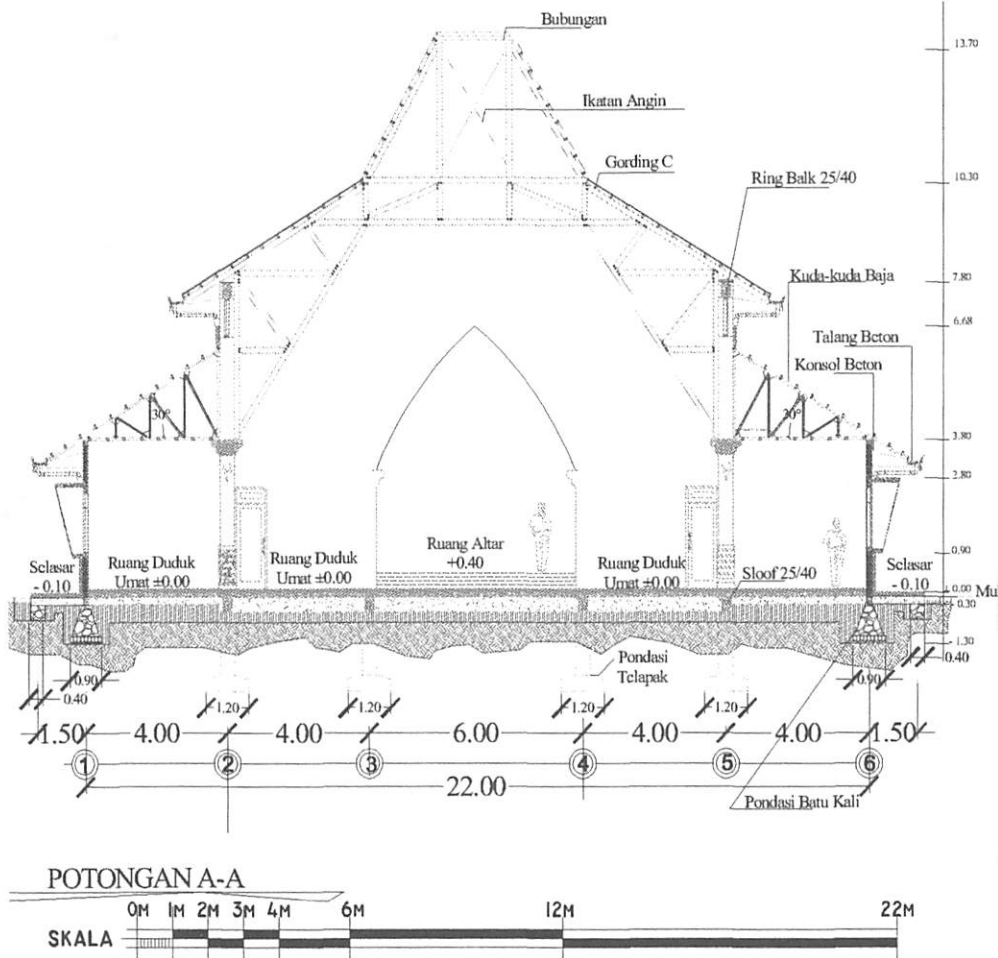 Bubungan
13.70
Ikatan Angin
Gording C
Ring Balk 25/40
10.30
Kuda-kuda Baja
7.80
6.68
Talang Beton
Konsol Beton
30°
30°
3.80
2.80
Ruang Altar
+0.40
Selasar
- 0.10
Ruang Duduk
Umat ±0.00
Ruang Duduk
Umat ±0.00
Ruang Duduk
Umat ±0.00
Sloof 25/40
Selasar
- 0.10
0.90
±0.00
- 0.30
- 1.30
Pondasi
Telapak
0.90
0.40
0.90
0.40
1.20
1.20
1.20
1.20
1.50
4.00
4.00
6.00
4.00
4.00
1.50
1
2
3
4
5
6
22.00
Pondasi Batu Kali
POTONGAN A-A
0M 1M 2M 3M 4M 6M 12M 22M
SKALA